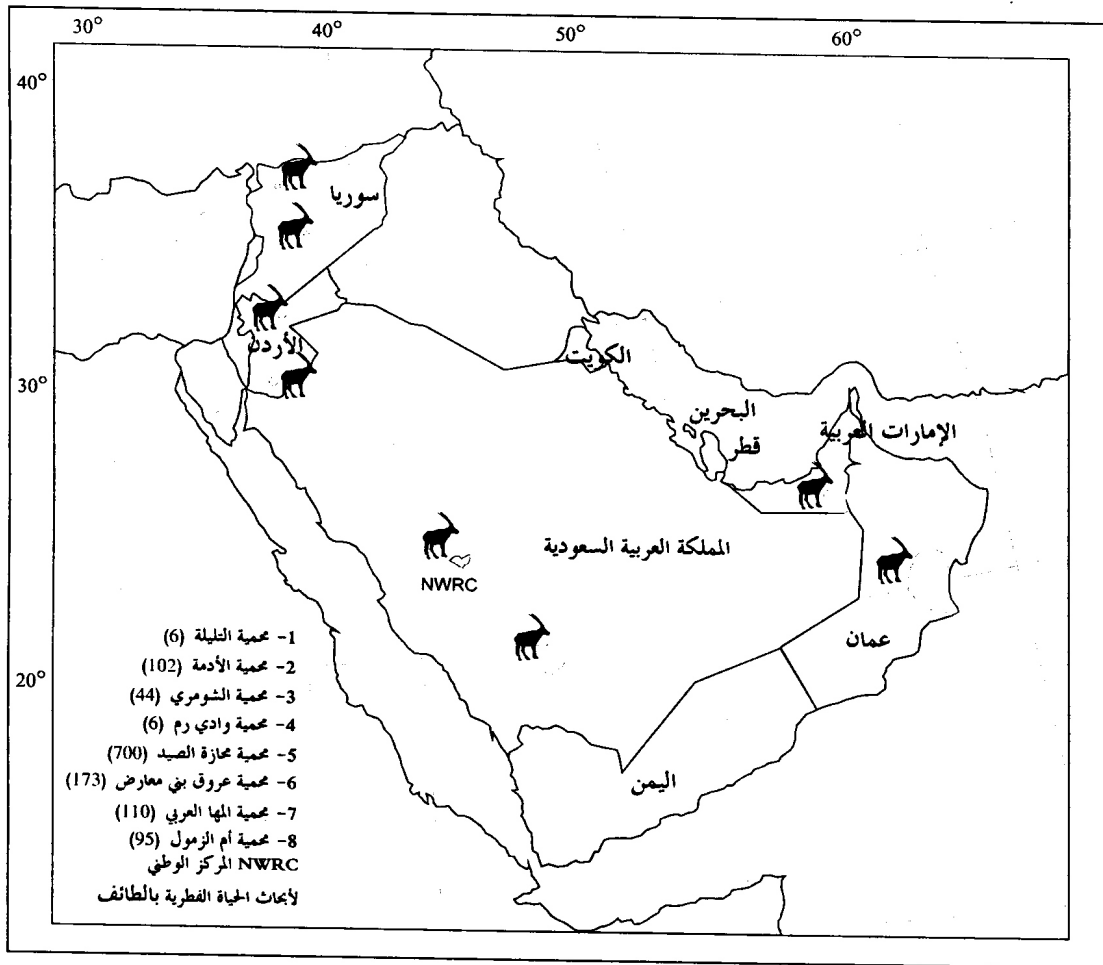 30° 40° 50° 60°
40°
سوريا
الأردن
الكويت
30°
البحرين
قطر
الإمارات العربية
المملكة العربية السعودية
NWRC
عمان
20°
اليمن
1- محمية التليلة (6)
2- محمية الأدمة (102)
3- محمية الشومري (44)
4- محمية وادي رم (6)
5- محمية محازة الصيد (700)
6- محمية عروق بني معارض (173)
7- محمية المها العربي (110)
8- محمية أم الزمول (95)
NWRC المركز الوطني
لأبحاث الحياة الفطرية بالطائف